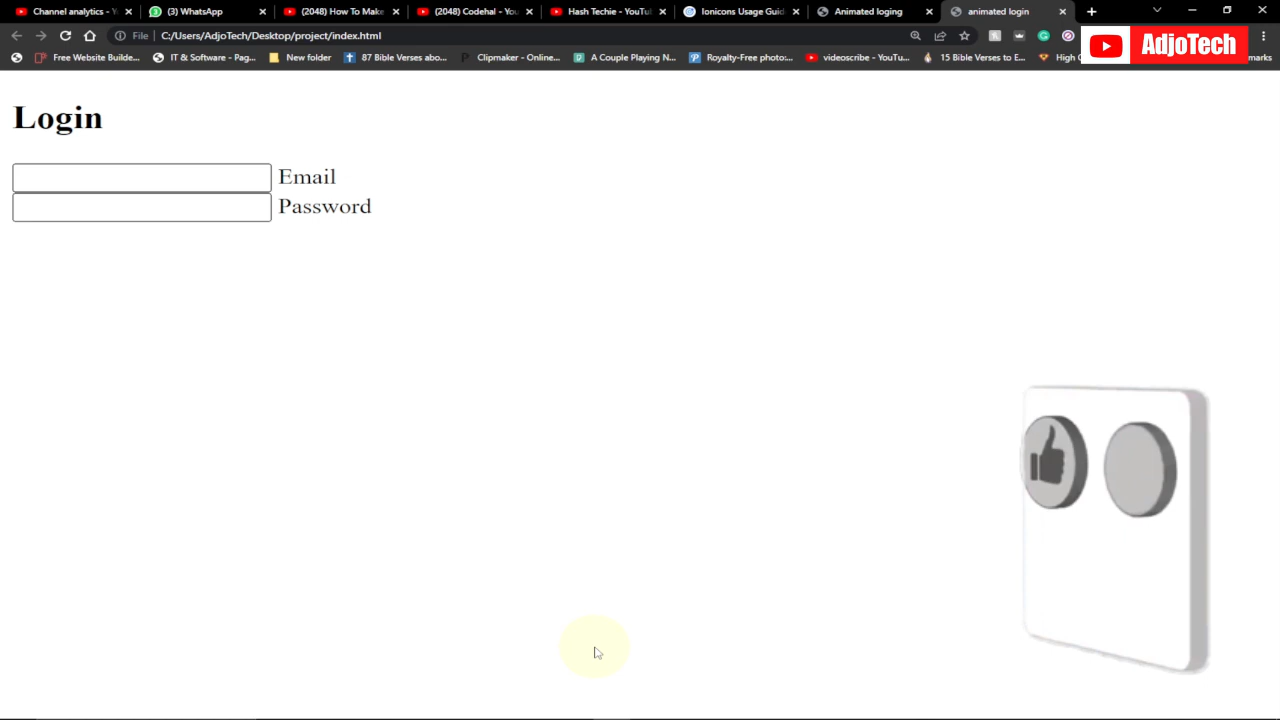 Channel analytics - Y
(3) WhatsApp
(2048) How To Make
(2048) Codehal - You
Hash Techie - YouTu
Ionicons Usage Guid
Animated loging
animated login
File
C:/Users/AdjoTech/Desktop/project/index.html
AdjoTech
Free Website Builde...
IT & Software - Pag...
New folder
87 Bible Verses abo...
Clipmaker - Online...
A Couple Playing N...
Royalty-Free photo:...
videoscribe - YouT...
15 Bible Verses to E...
Login
Email
Password